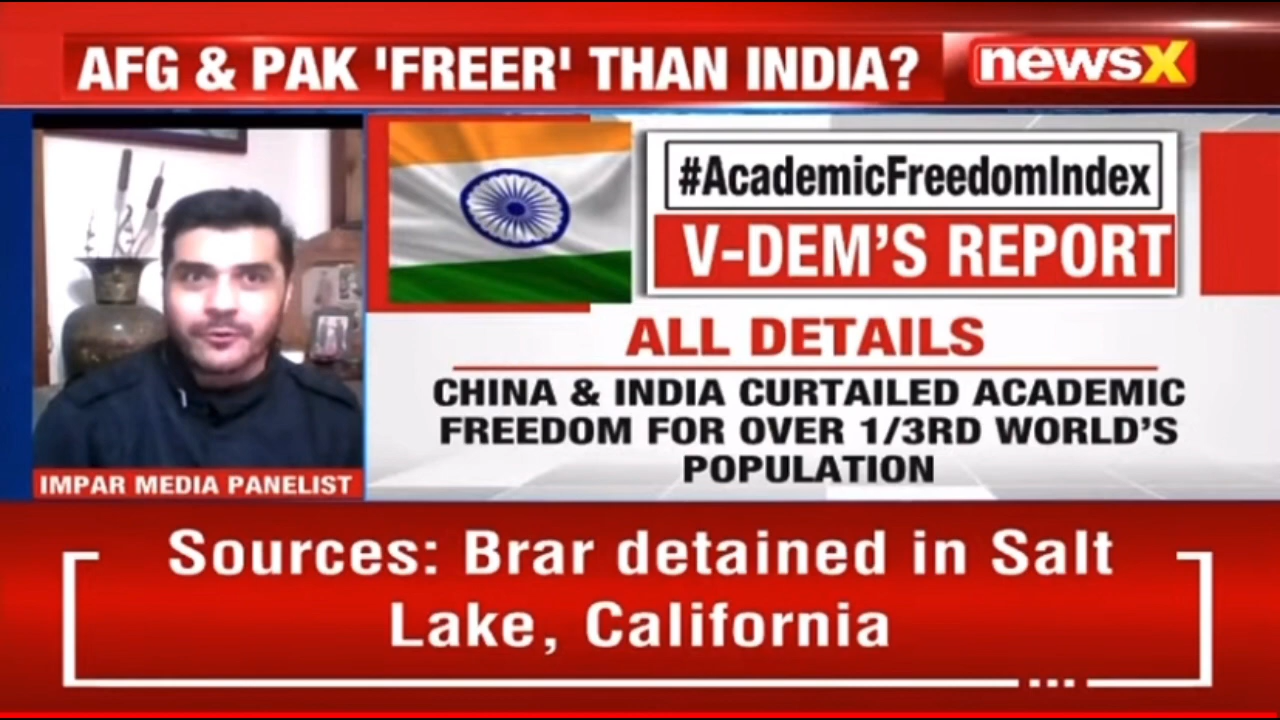 AFG & PAK 'FREER' THAN INDIA?
newsX
#AcademicFreedomIndex
V-DEM’S REPORT
ALL DETAILS
CHINA & INDIA CURTAILED ACADEMIC
FREEDOM FOR OVER 1/3RD WORLD’S
POPULATION
IMPAR MEDIA PANELIST
Sources: Brar detained in Salt
Lake, California